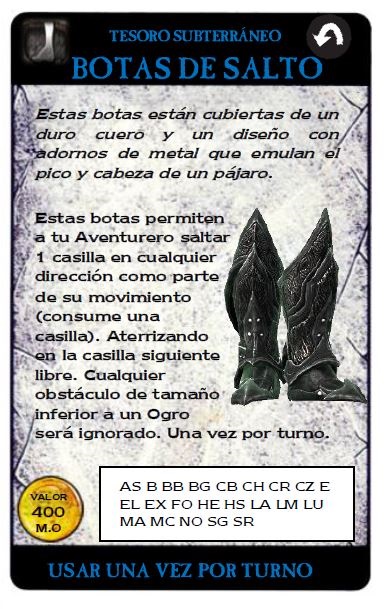 TESORO SUBTERRÁNEO
BOTAS DE SALTO
Estas botas están cubiertas de un
duro cuero y un diseño con
adornos de metal que emulan el
pico y cabeza de un pájaro.
Estas botas permiten
a tu Aventurero saltar
1 casilla en cualquier
dirección como parte
de su movimiento
(consume una
casilla). Aterrizando
en la casilla siguiente
libre. Cualquier
obstáculo de tamaño
inferior a un Ogro
será ignorado. Una vez por turno.
VALOR
400
M.O
AS B BB BG CB CH CR CZ E
EL EX FO HE HS LA LM LU
MA MC NO SG SR
USAR UNA VEZ POR TURNO